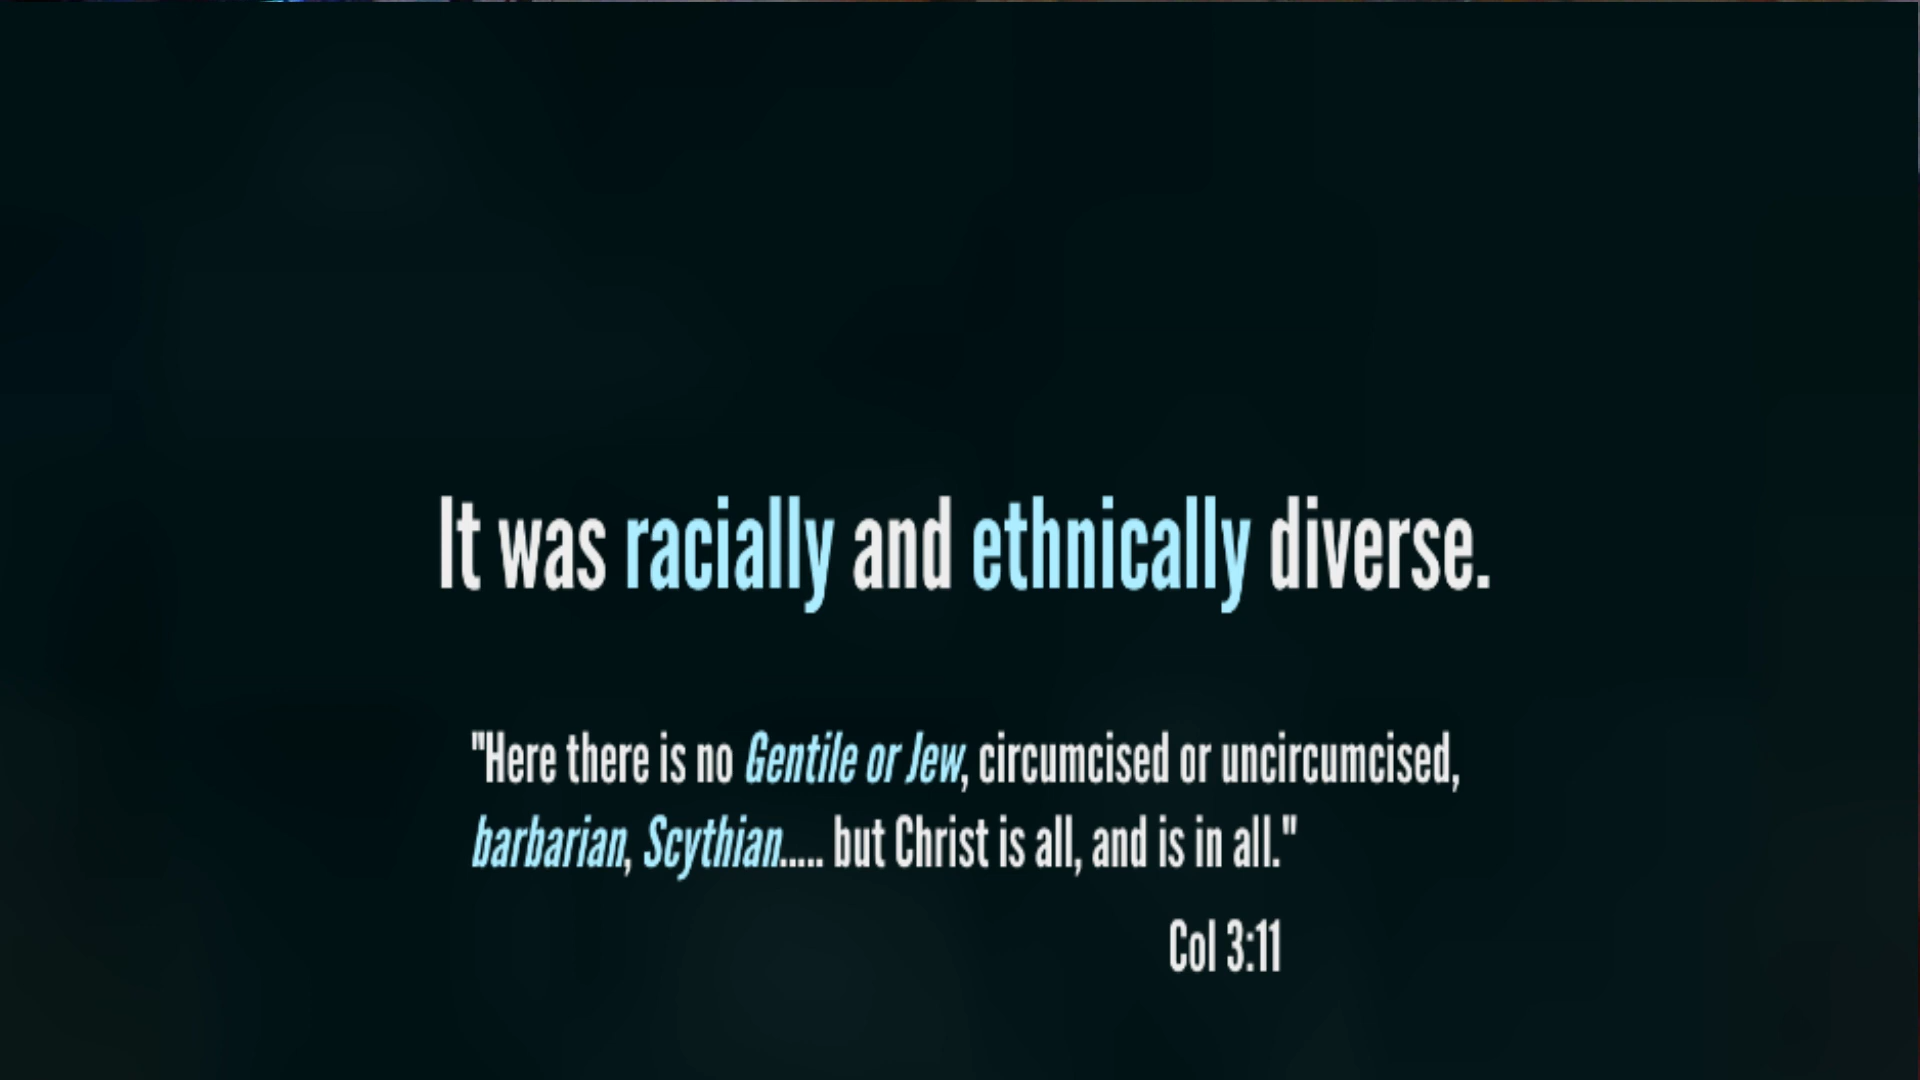 It was racially and ethnically diverse.
"Here there is no Gentile or Jew, circumcised or uncircumcised,
barbarian, Scythian..... but Christ is all, and is in all."
Col 3:11